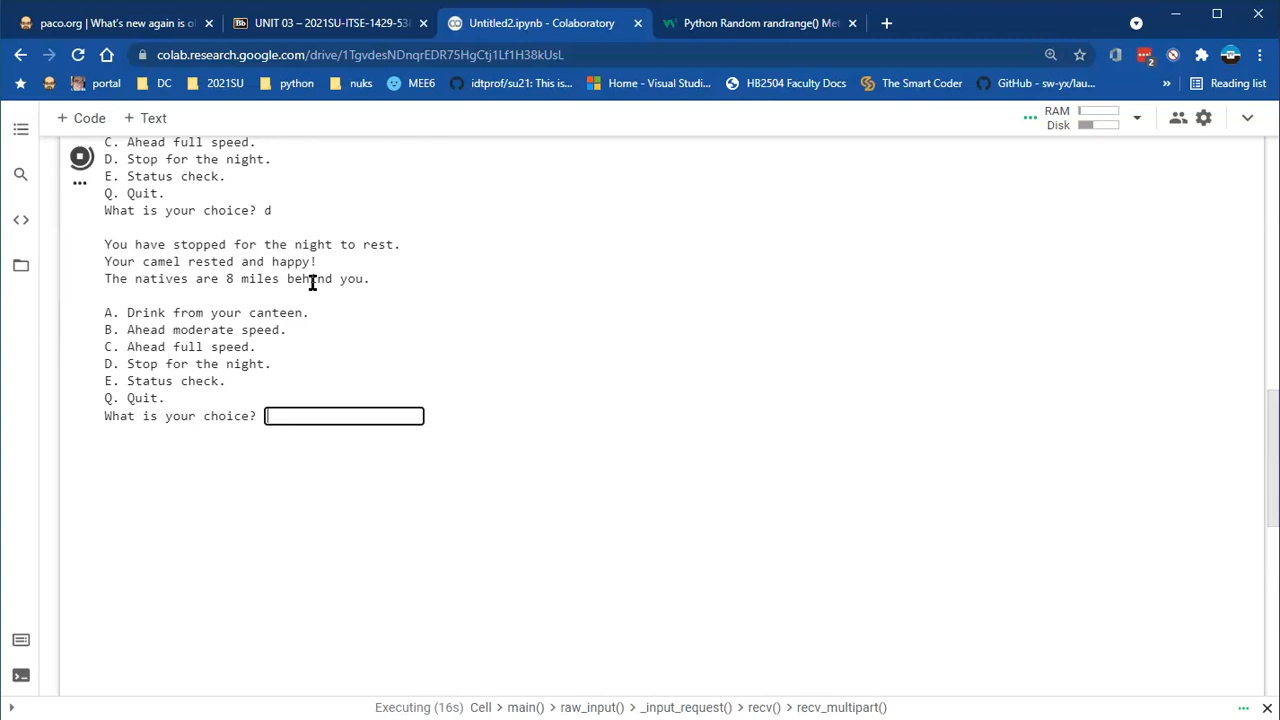 paco.org | What's new again is ol
UNIT 03 – 2021SU-ITSE-1429-53
Untitled2.ipynb - Colaboratory
Python Random randrange() Met
colab.research.google.com/drive/1TgvdesNDnqrEDR75HgCtj1Lf1H38kUsL
portal
DC
2021SU
python
nuks
MEE6
idtprof/su21: This is...
Home - Visual Studi...
HB2504 Faculty Docs
The Smart Coder
GitHub - sw-yx/lau...
»
Reading list
+ Code + Text
RAM
Disk
C. Ahead full speed.
D. Stop for the night.
E. Status check.
Q. Quit.
What is your choice? d
You have stopped for the night to rest.
Your camel rested and happy!
The natives are 8 miles behind you.
A. Drink from your canteen.
B. Ahead moderate speed.
C. Ahead full speed.
D. Stop for the night.
E. Status check.
Q. Quit.
What is your choice?
Executing (16s) Cell > main() > raw_input() > _input_request() > recv() > recv_multipart()